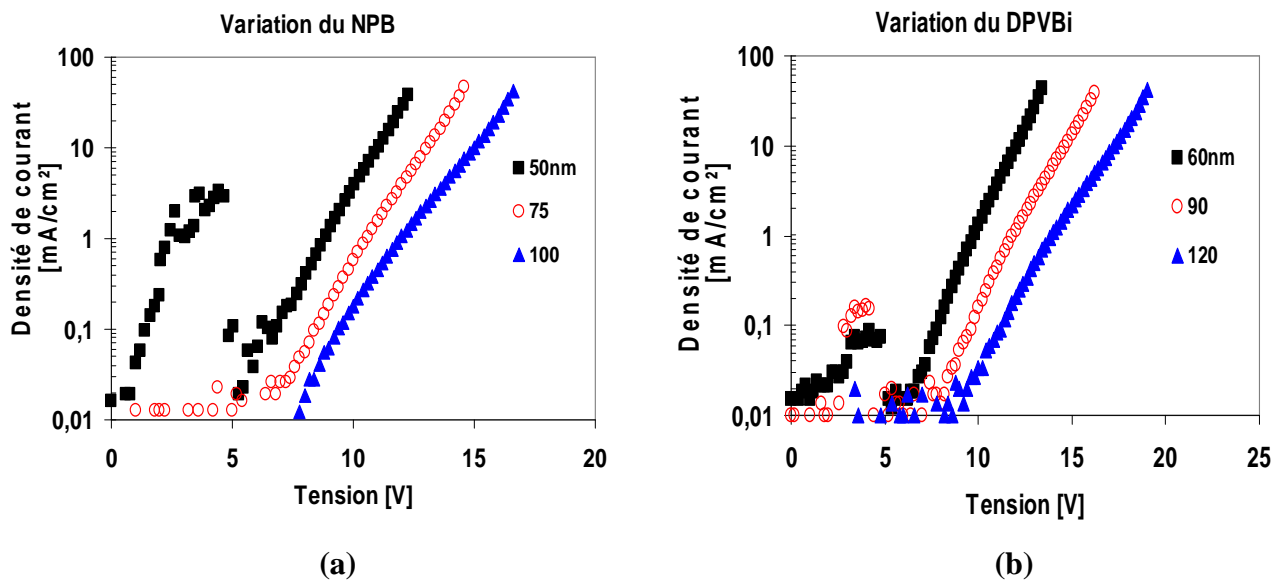 Variation du NPB
Densité de courant
[mA/cm²]
100
10
1
0,1
0,01
0
5
10
15
20
Tension [V]
50nm
75
100
(a)
Variation du DPVBi
Densité de courant
[mA/cm²]
100
10
1
0,1
0,01
0
5
10
15
20
25
Tension [V]
60nm
90
120
(b)